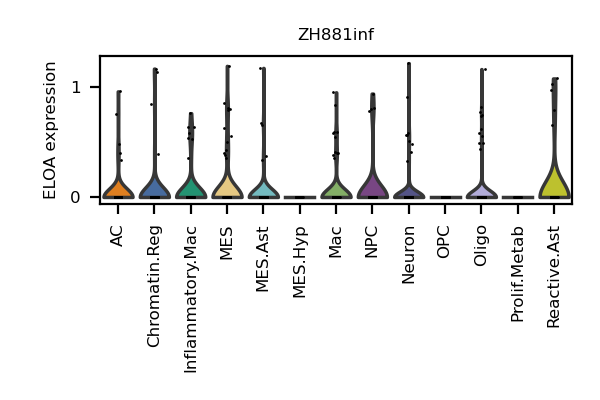 ZH881inf
ELOA expression
1
0
AC
Chromatin.Reg
Inflammatory.Mac
MES
MES.Ast
MES.Hyp
Mac
NPC
Neuron
OPC
Oligo
Prolif.Metab
Reactive.Ast